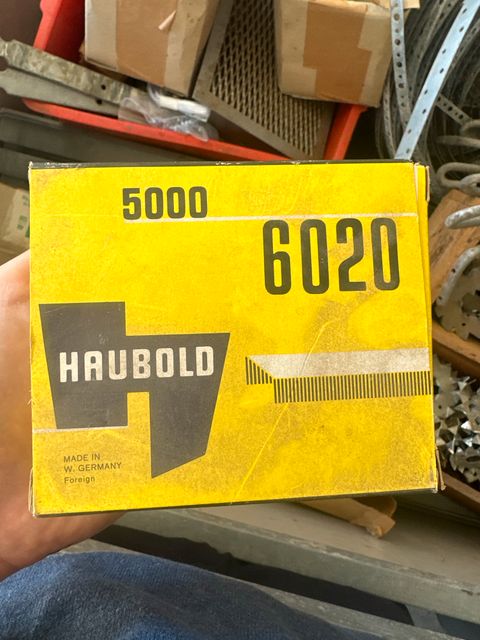 5000
6020
HAUBOLD
MADE IN
W. GERMANY
Foreign